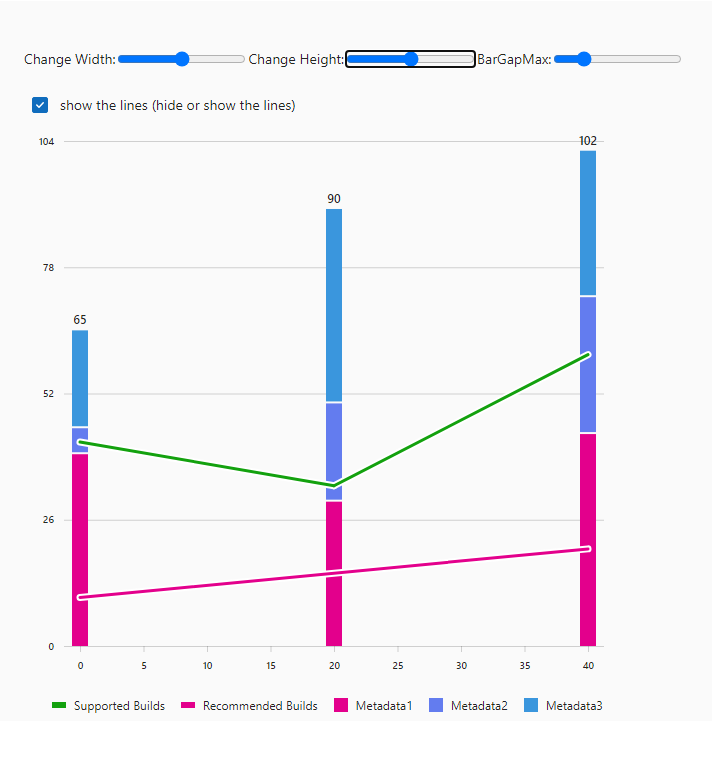 Change Width: Change Height: BarGapMax:
show the lines (hide or show the lines)
104
102
90
78
65
52
26
0
0 5 10 15 20 25 30 35 40
Supported Builds Recommended Builds Metadata1 Metadata2 Metadata3